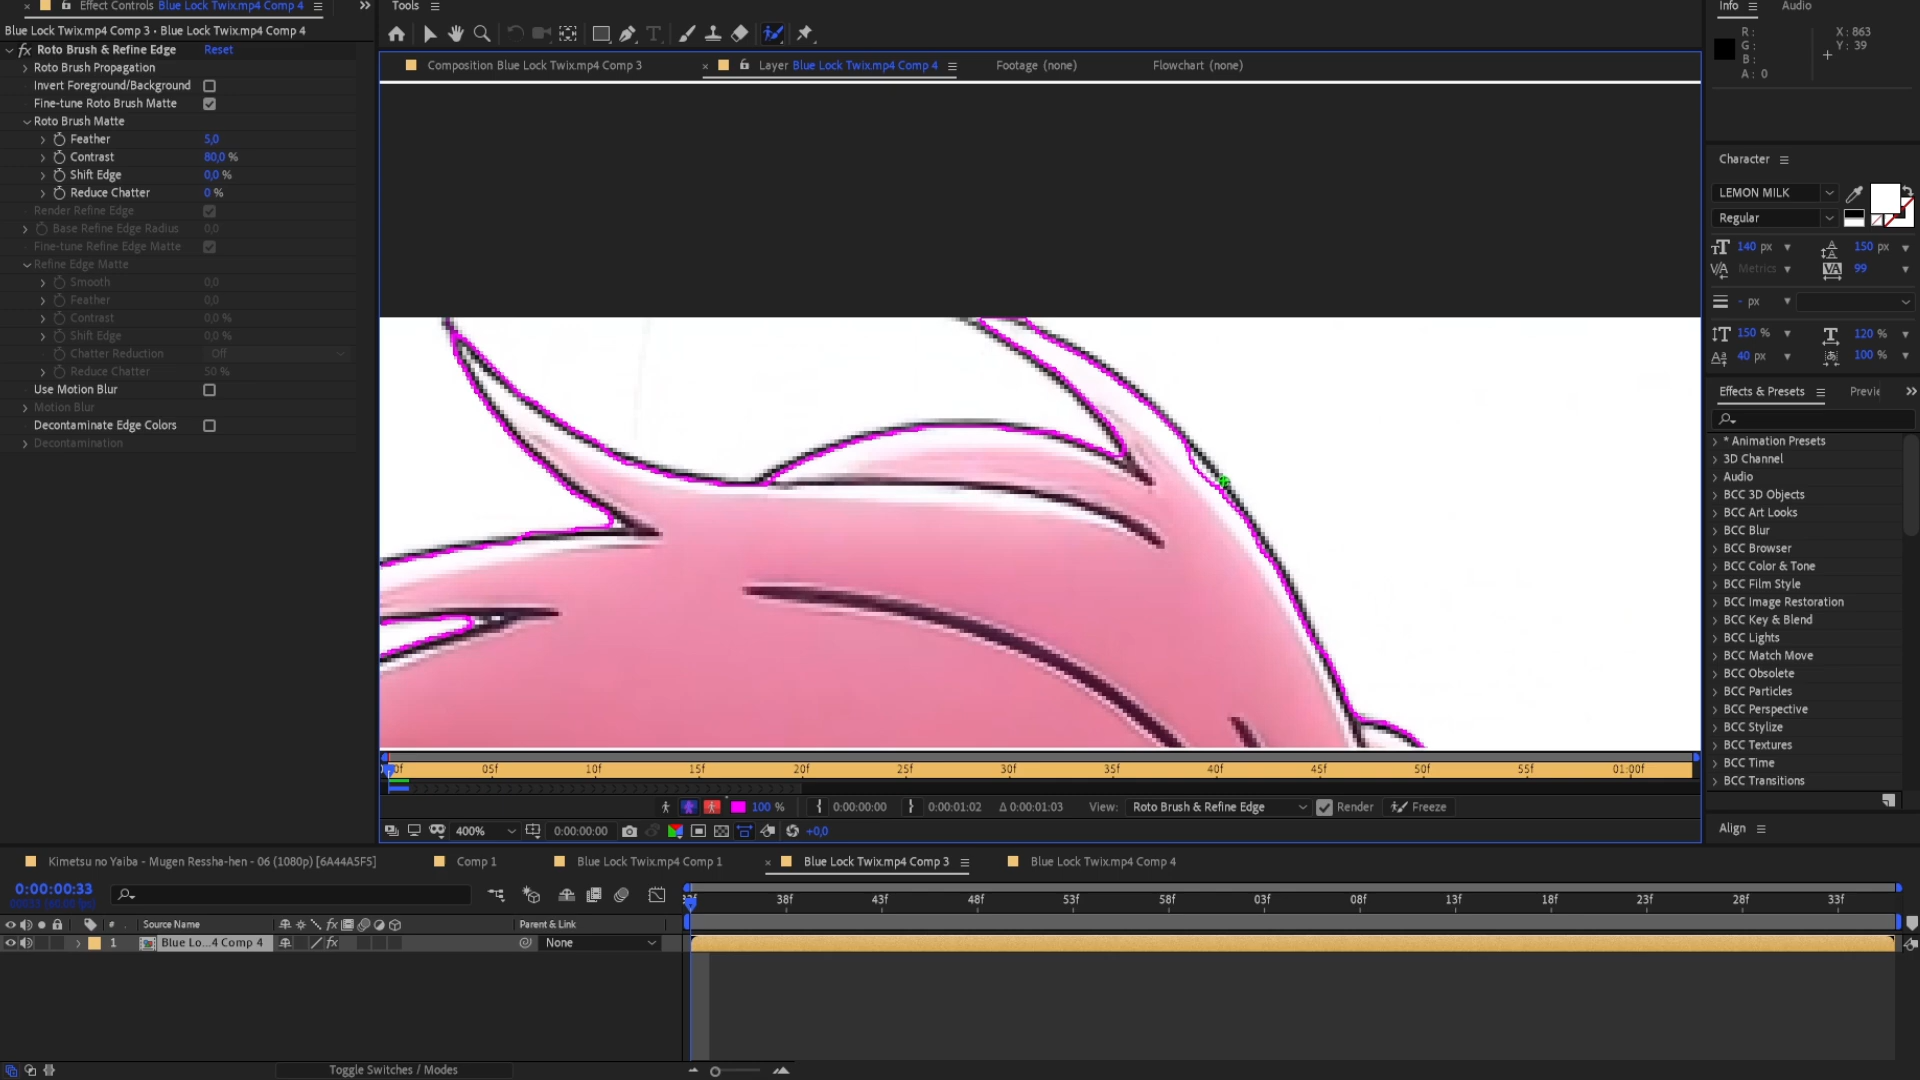 Effect Controls Blue Lock Twix.mp4 Comp 4
Blue Lock Twix.mp4 Comp 3 · Blue Lock Twix.mp4 Comp 4
fx Roto Brush & Refine Edge Reset
Roto Brush Propagation
Invert Foreground/Background
Fine-tune Roto Brush Matte
Roto Brush Matte
Feather 5,0
Contrast 80,0 %
Shift Edge 0,0 %
Reduce Chatter 0 %
Render Refine Edge
Base Refine Edge Radius 0,0
Fine-tune Refine Edge Matte
Refine Edge Matte
Smooth 0,0
Feather 0,0
Contrast 0,0 %
Shift Edge 0,0 %
Chatter Reduction Off
Reduce Chatter 50 %
Use Motion Blur
Motion Blur
Decontaminate Edge Colors
Decontamination
Tools
Composition Blue Lock Twix.mp4 Comp 3
Layer Blue Lock Twix.mp4 Comp 4
Footage (none)
Flowchart (none)
05f 10f 15f 20f 25f 30f 35f 40f 45f 50f 55f 01:00f
100 % 0:00:00:00 0:00:01:02 Δ 0:00:01:03 View: Roto Brush & Refine Edge Render Freeze
400% 0:00:00:00 +0,0
Info Audio
R: X: 863
G: Y: 39
B:
A: 0
Character
LEMON MILK
Regular
140 px 150 px
Metrics 99
- px
150 % 120 %
40 px 100 %
Effects & Presets Previe
* Animation Presets
3D Channel
Audio
BCC 3D Objects
BCC Art Looks
BCC Blur
BCC Browser
BCC Color & Tone
BCC Film Style
BCC Image Restoration
BCC Key & Blend
BCC Lights
BCC Match Move
BCC Obsolete
BCC Particles
BCC Perspective
BCC Stylize
BCC Textures
BCC Time
BCC Transitions
Align
Kimetsu no Yaiba - Mugen Ressha-hen - 06 (1080p) [6A44A5F5]
Comp 1
Blue Lock Twix.mp4 Comp 1
Blue Lock Twix.mp4 Comp 3
Blue Lock Twix.mp4 Comp 4
0:00:00:33
38f 43f 48f 53f 58f 03f 08f 13f 18f 23f 28f 33f
# Source Name fx Parent & Link
1 Blue Lo...4 Comp 4 fx None
Toggle Switches / Modes